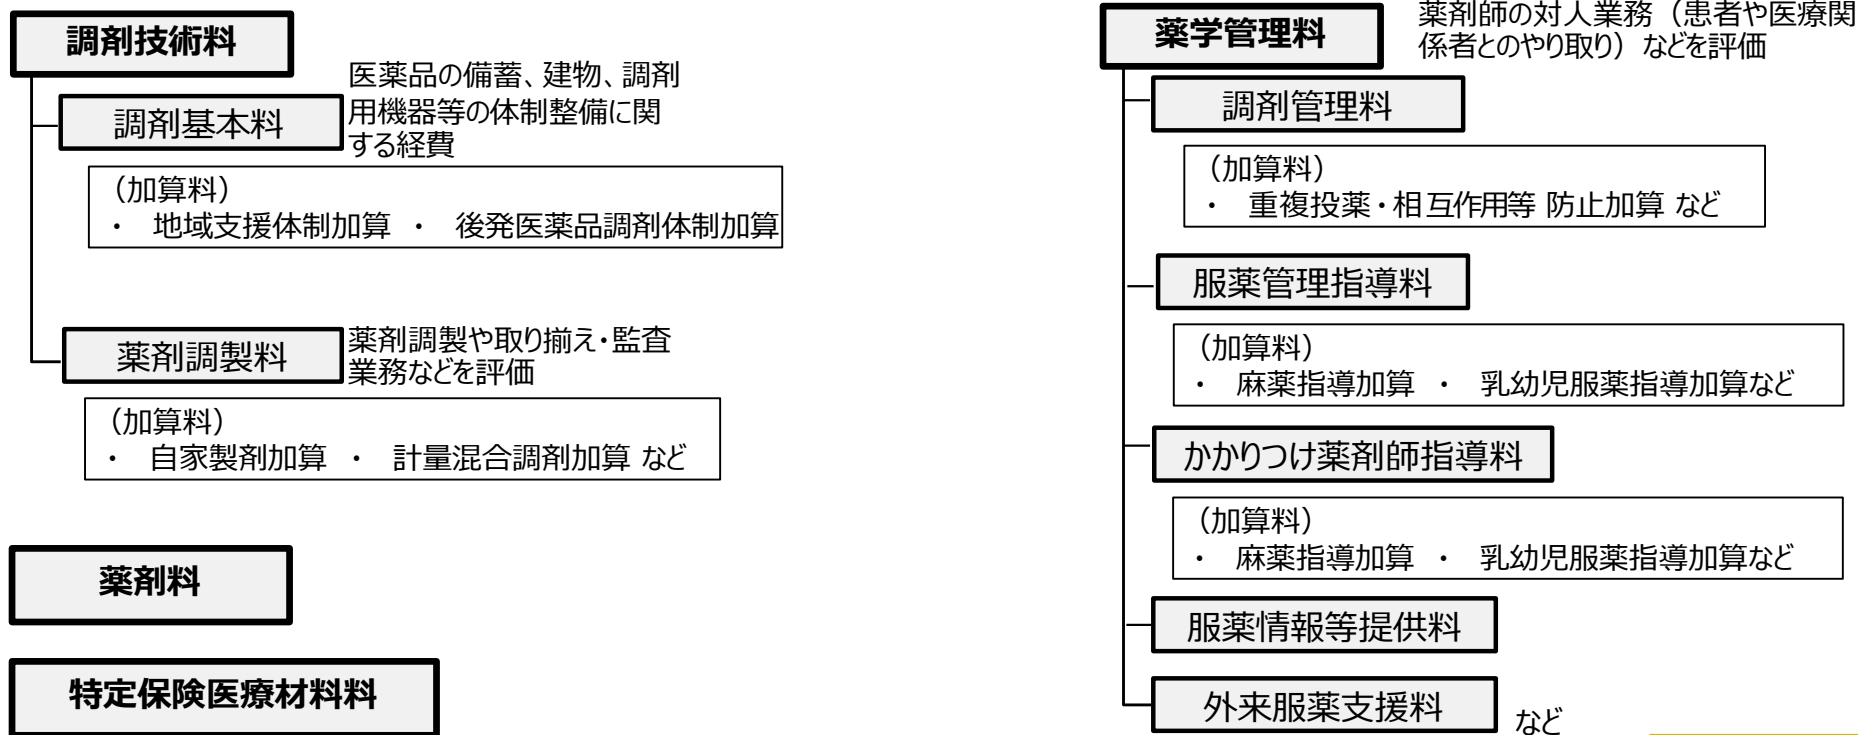 調剤技術料
調剤基本料
医薬品の備蓄、建物、調剤
用機器等の体制整備に関
する経費
（加算料）
・　地域支援体制加算　・　後発医薬品調剤体制加算
薬剤調製料
薬剤調製や取り揃え・監査
業務などを評価
（加算料）
・　自家製剤加算　・　計量混合調剤加算 など
薬剤料
特定保険医療材料料
薬学管理料
薬剤師の対人業務（患者や医療関
係者とのやり取り）などを評価
調剤管理料
（加算料）
・　重複投薬・相互作用等 防止加算 など
服薬管理指導料
（加算料）
・　麻薬指導加算　・　乳幼児服薬指導加算など
かかりつけ薬剤師指導料
（加算料）
・　麻薬指導加算　・　乳幼児服薬指導加算など
服薬情報等提供料
外来服薬支援料
など